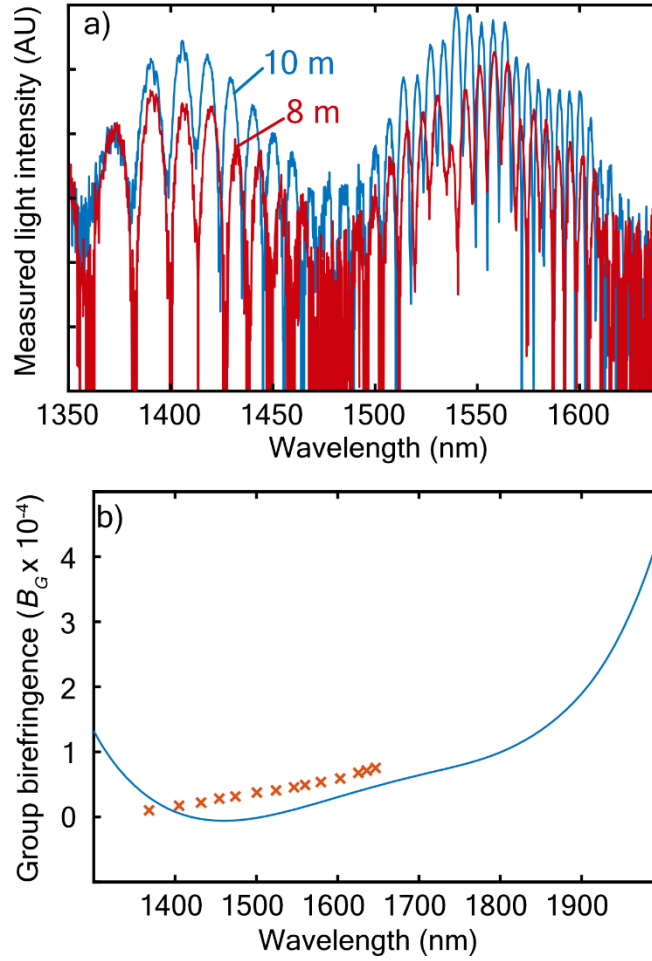 a)
10 m
8 m
Measured light intensity (AU)
1350 1400 1450 1500 1550 1600
Wavelength (nm)
b)
4
3
2
1
0
Group birefringence (B_G x 10⁻⁴)
1400 1500 1600 1700 1800 1900
Wavelength (nm)